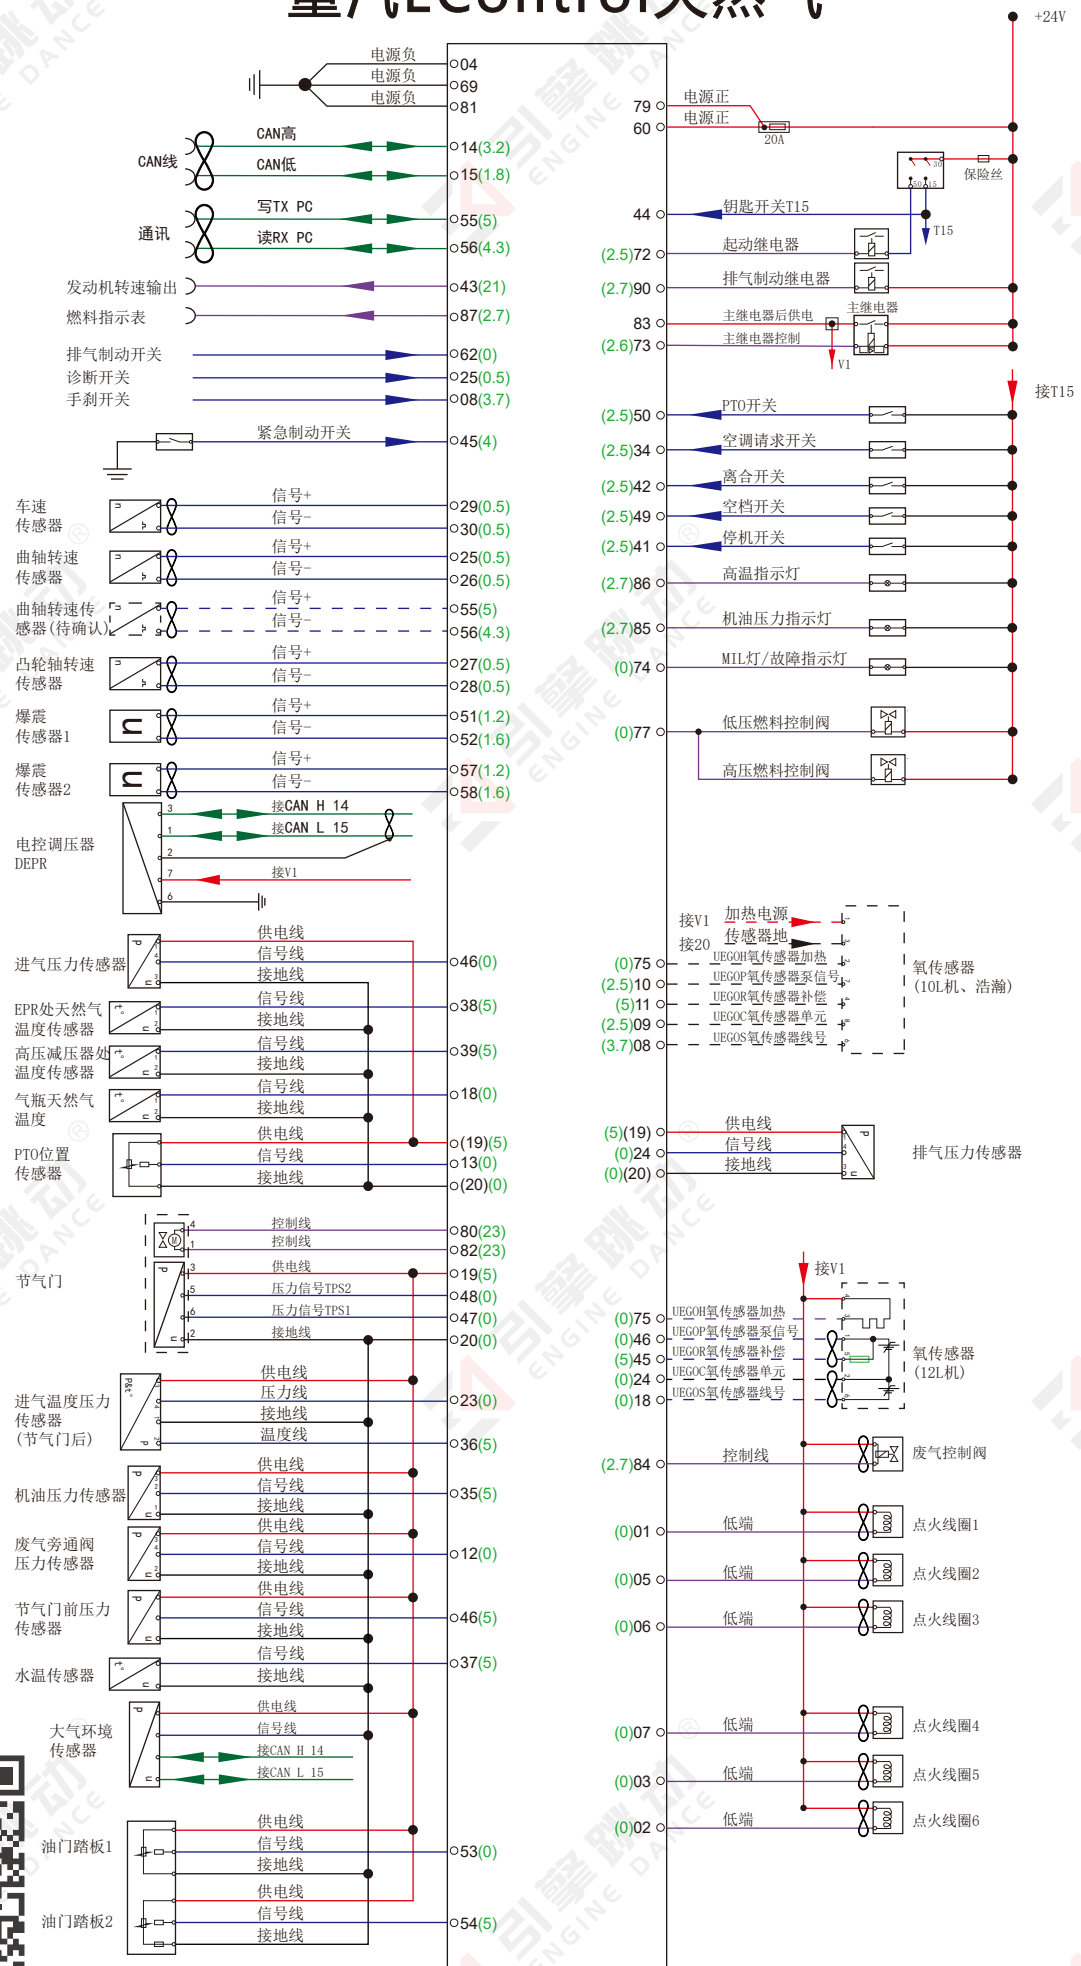 重汽EControl天然气
+24V
电源负
04
电源负
69
电源负
81
79
电源正
60
电源正
20A
CAN线
CAN高
14(3.2)
CAN低
15(1.8)
30
50
15
保险丝
通讯
写TX PC
55(5)
读RX PC
56(4.3)
44
钥匙开关T15
T15
(2.5)72
起动继电器
发动机转速输出
43(21)
(2.7)90
排气制动继电器
燃料指示表
87(2.7)
83
主继电器后供电
主继电器
(2.6)73
主继电器控制
V1
排气制动开关
62(0)
诊断开关
25(0.5)
手刹开关
08(3.7)
接T15
紧急制动开关
45(4)
(2.5)50
PTO开关
(2.5)34
空调请求开关
(2.5)42
离合开关
(2.5)49
空档开关
(2.5)41
停机开关
(2.7)86
高温指示灯
(2.7)85
机油压力指示灯
(0)74
MIL灯/故障指示灯
(0)77
低压燃料控制阀
高压燃料控制阀
车速
传感器
n
信号+
29(0.5)
信号-
30(0.5)
曲轴转速
传感器
n
信号+
25(0.5)
信号-
26(0.5)
曲轴转速传
感器(待确认)
n
信号+
55(5)
信号-
56(4.3)
凸轮轴转速
传感器
n
信号+
27(0.5)
信号-
28(0.5)
爆震
传感器1
n
信号+
51(1.2)
信号-
52(1.6)
爆震
传感器2
n
信号+
57(1.2)
信号-
58(1.6)
电控调压器
DEPR
3
接CAN H 14
1
接CAN L 15
2
7
接V1
6
进气压力传感器
P
U
供电线
信号线
46(0)
接地线
EPR处天然气
温度传感器
t°
U
信号线
38(5)
接地线
高压减压器处
温度传感器
t°
U
信号线
39(5)
接地线
气瓶天然气
温度
t°
U
信号线
18(0)
接地线
PTO位置
传感器
供电线
(19)(5)
信号线
13(0)
接地线
(20)(0)
接V1
加热电源
接20
传感器地
(0)75
UEGOH氧传感器加热
(2.5)10
UEGOP氧传感器泵信号
(5)11
UEGOR氧传感器补偿
(2.5)09
UEGOC氧传感器单元
(3.7)08
UEGOS氧传感器线号
氧传感器
(10L机、浩瀚)
(5)(19)
供电线
(0)24
信号线
(0)(20)
接地线
P
U
排气压力传感器
节气门
M
4
控制线
80(23)
1
控制线
82(23)
P
U
3
供电线
19(5)
5
压力信号TPS2
48(0)
6
压力信号TPS1
47(0)
2
接地线
20(0)
接V1
(0)75
UEGOH氧传感器加热
(0)46
UEGOP氧传感器泵信号
(5)45
UEGOR氧传感器补偿
(0)24
UEGOC氧传感器单元
(0)18
UEGOS氧传感器线号
氧传感器
(12L机)
进气温度压力
传感器
(节气门后)
P&t°
P
供电线
压力线
23(0)
接地线
温度线
36(5)
机油压力传感器
P
U
供电线
信号线
35(5)
接地线
废气旁通阀
压力传感器
P
U
供电线
信号线
12(0)
接地线
节气门前压力
传感器
P
U
供电线
信号线
46(5)
接地线
水温传感器
t°
U
信号线
37(5)
接地线
大气环境
传感器
P
U
供电线
信号线
接CAN H 14
接CAN L 15
油门踏板1
供电线
信号线
53(0)
接地线
油门踏板2
供电线
信号线
54(5)
接地线
(2.7)84
控制线
废气控制阀
(0)01
低端
点火线圈1
(0)05
低端
点火线圈2
(0)06
低端
点火线圈3
(0)07
低端
点火线圈4
(0)03
低端
点火线圈5
(0)02
低端
点火线圈6
引擎跳动
ENGINE DANCE
®